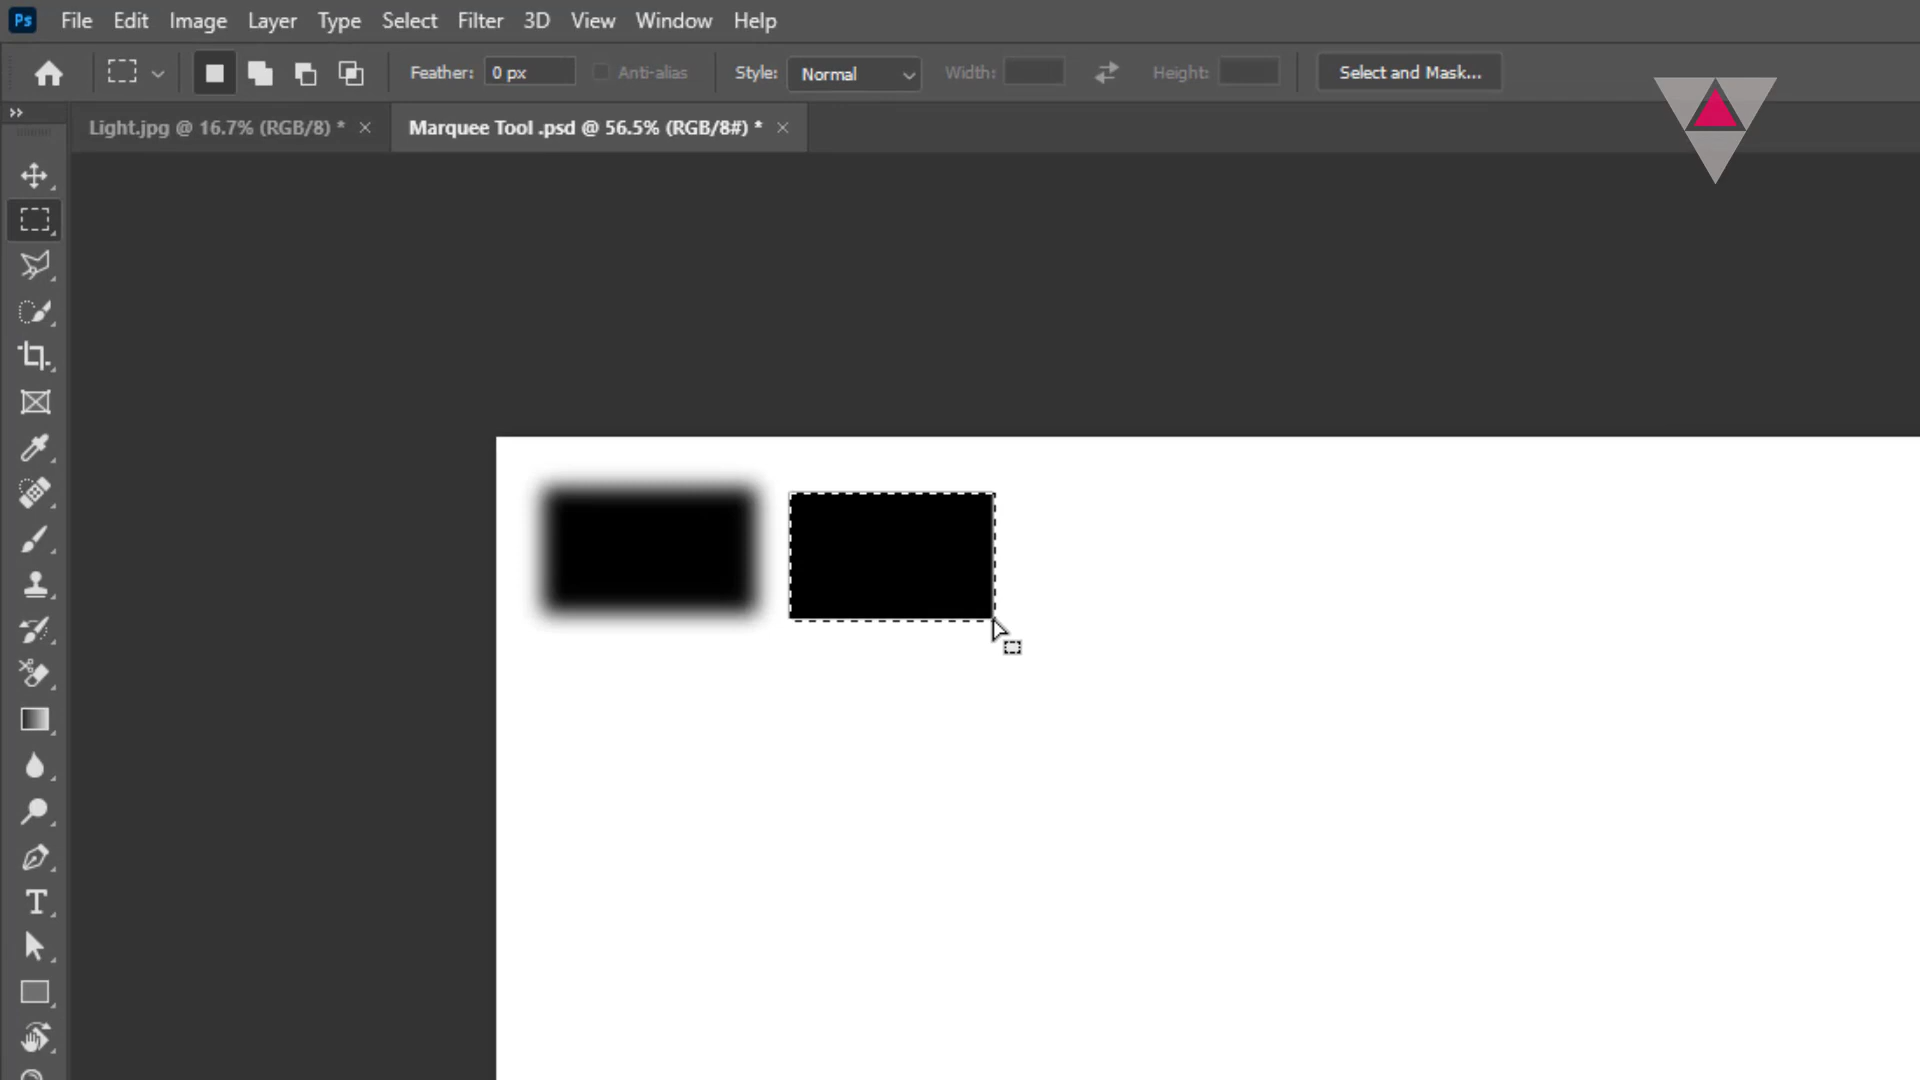 Ps File Edit Image Layer Type Select Filter 3D View Window Help
Feather: 0 px Anti-alias Style: Normal Width: Height: Select and Mask...
Light.jpg @ 16.7% (RGB/8) * × Marquee Tool .psd @ 56.5% (RGB/8#) * ×
T